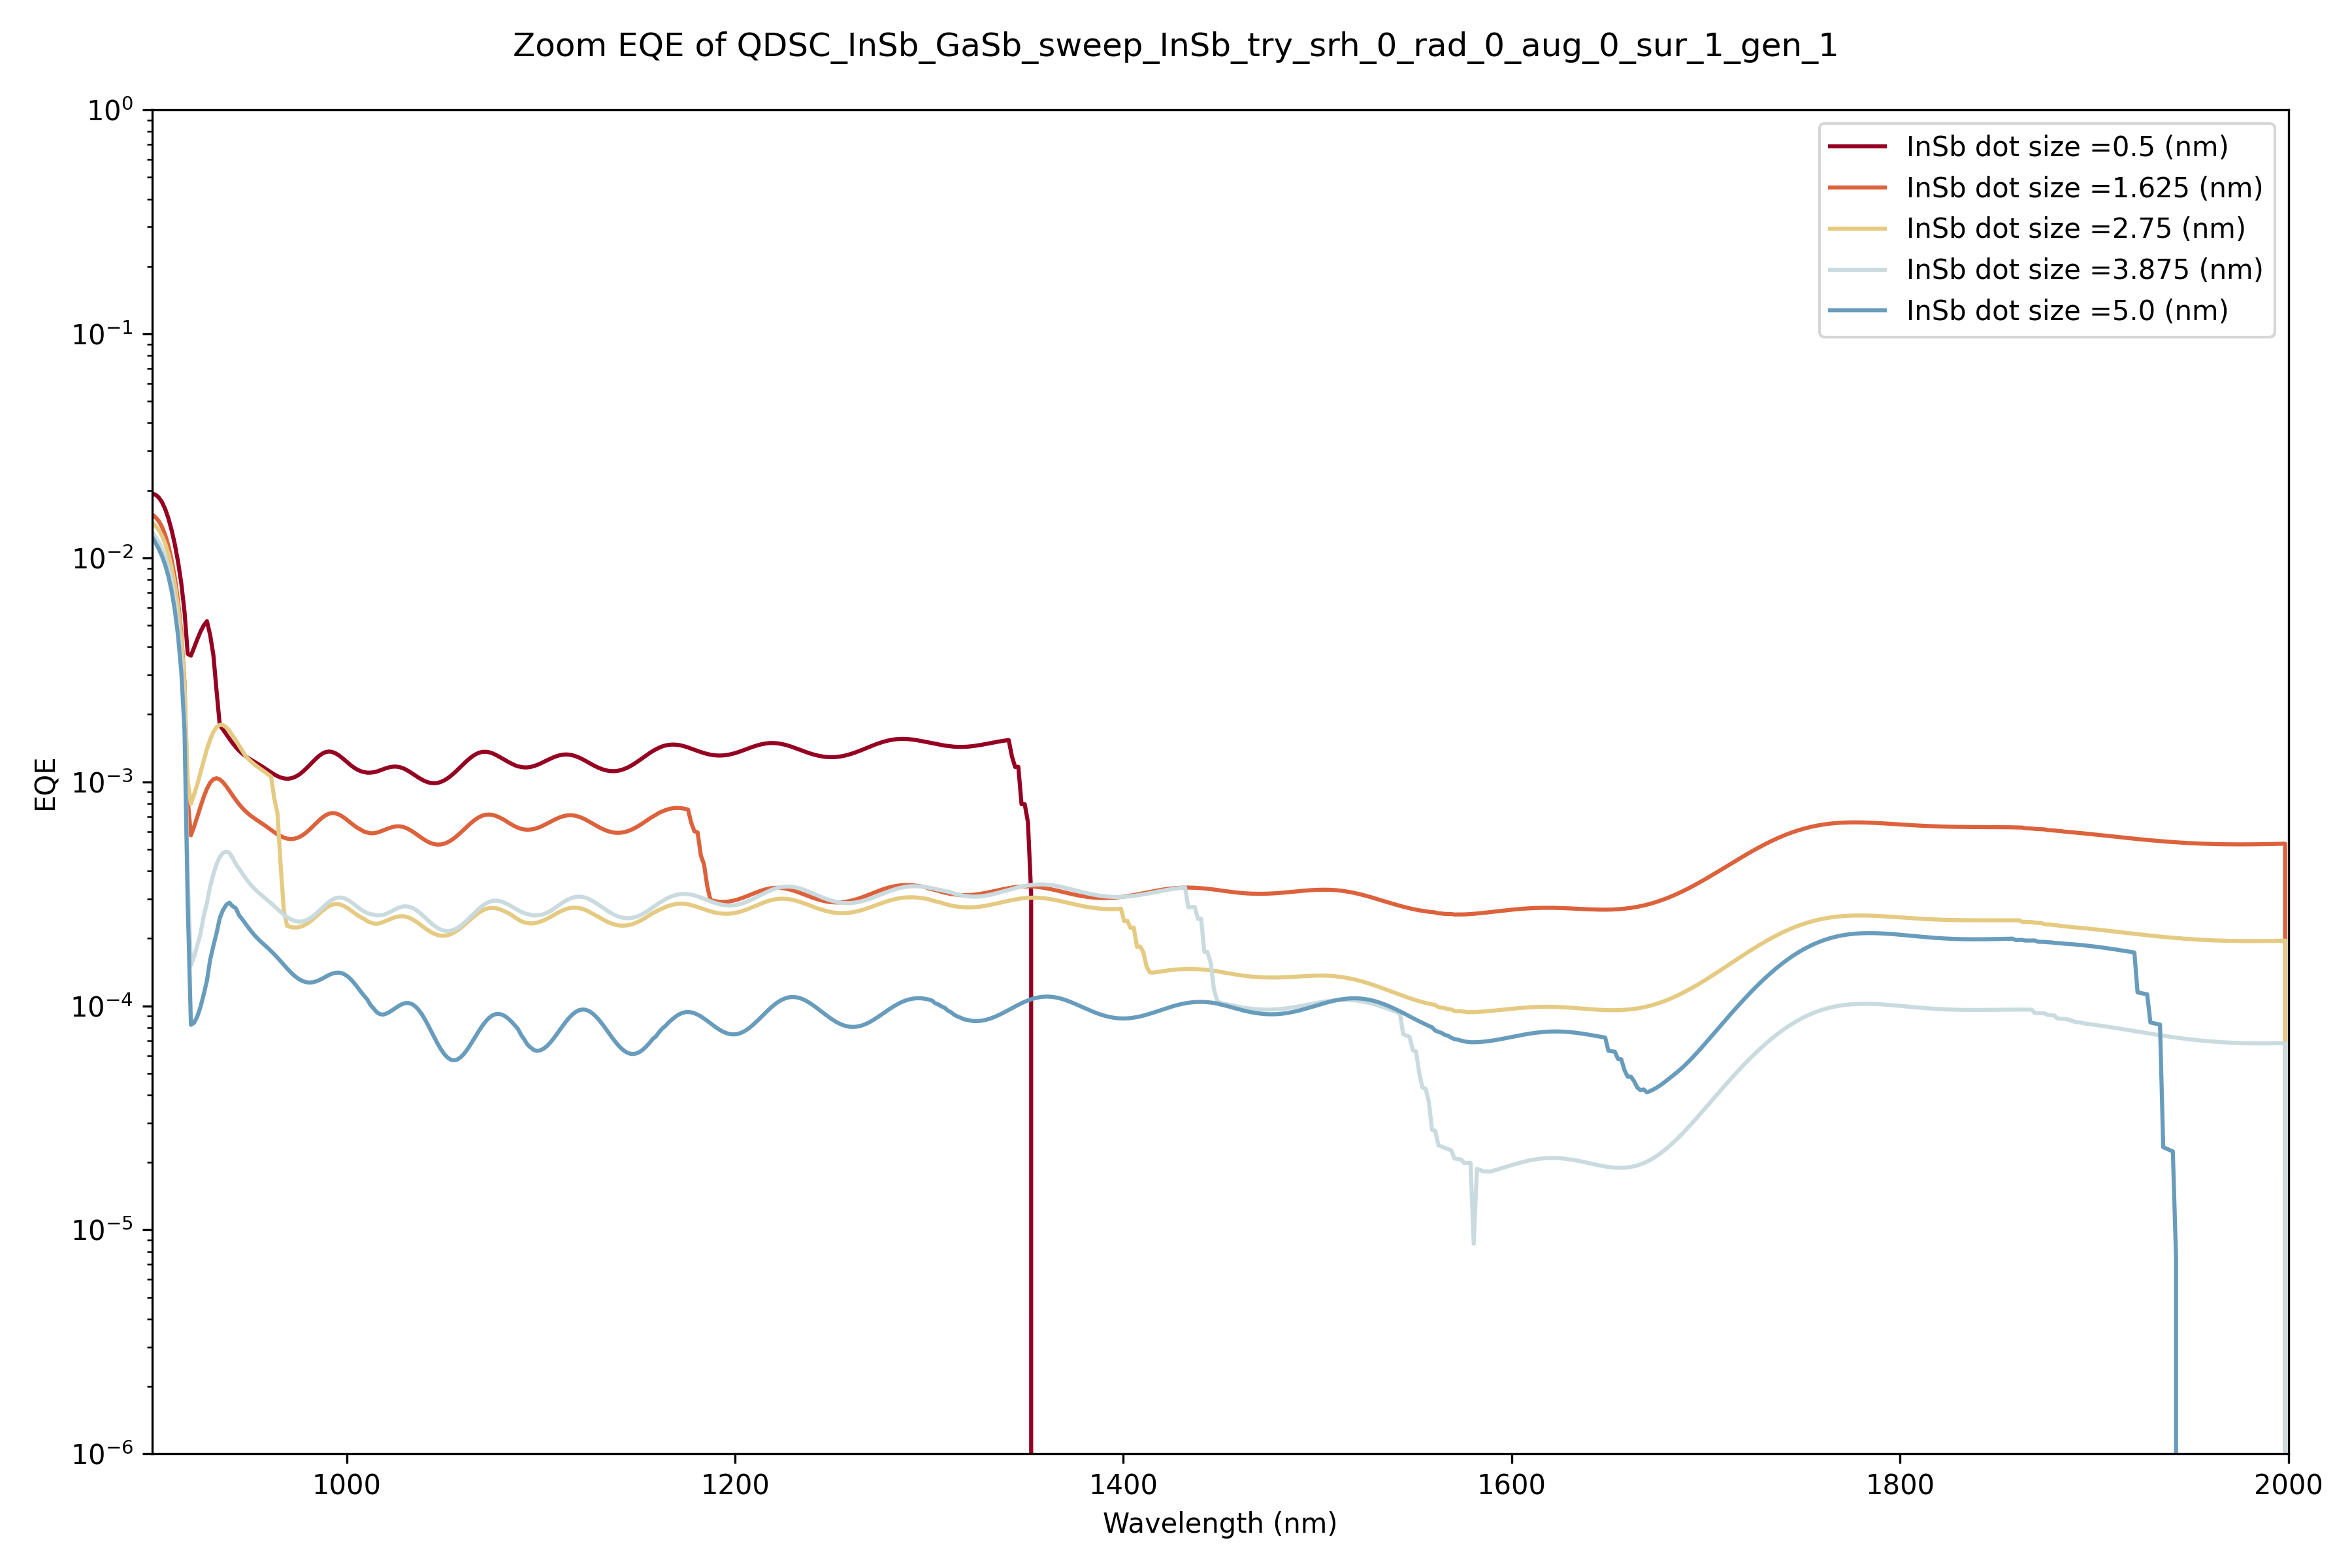 Zoom EQE of QDSC_InSb_GaSb_sweep_InSb_try_srh_0_rad_0_aug_0_sur_1_gen_1
InSb dot size =0.5 (nm)
InSb dot size =1.625 (nm)
InSb dot size =2.75 (nm)
InSb dot size =3.875 (nm)
InSb dot size =5.0 (nm)
EQE
10⁰
10⁻¹
10⁻²
10⁻³
10⁻⁴
10⁻⁵
10⁻⁶
1000 1200 1400 1600 1800 2000
Wavelength (nm)